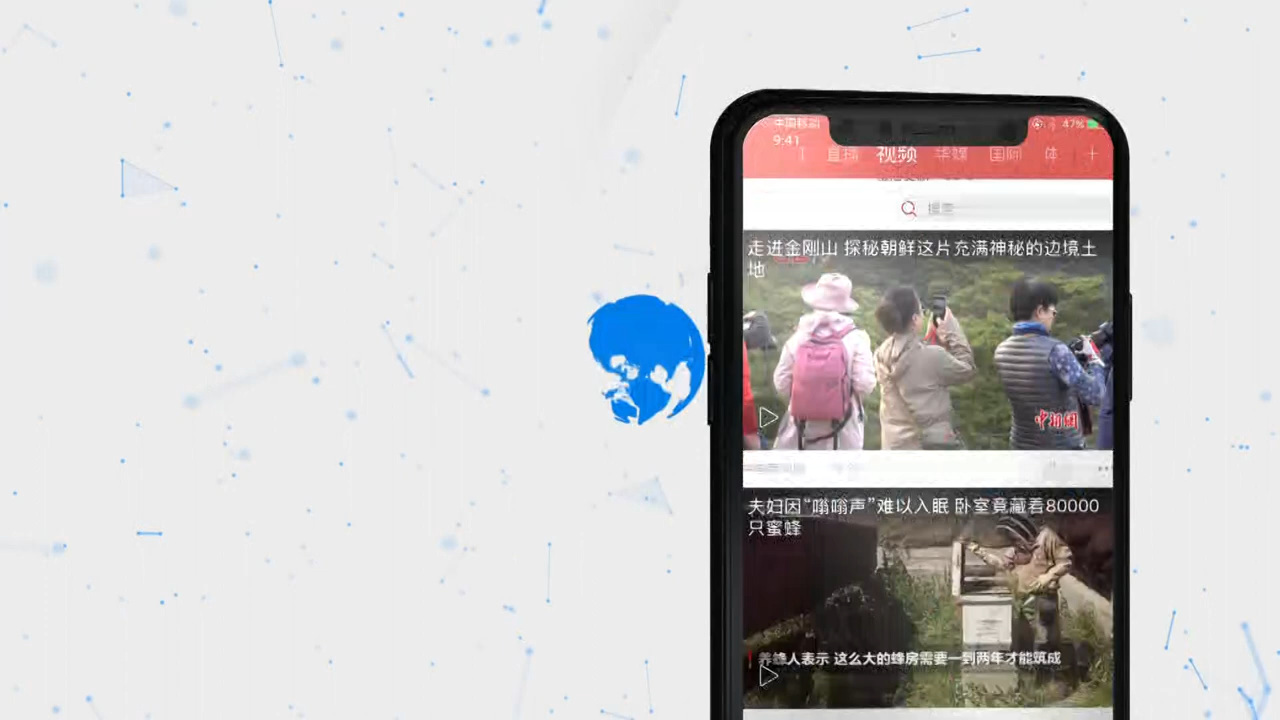 中国移动
47%
9:41
直播 视频 华媒 国际 体 +
搜索
走进金刚山 探秘朝鲜这片充满神秘的边境土
地
中新网
夫妇因“嗡嗡声”难以入眠 卧室竟藏着80000
只蜜蜂
养蜂人表示 这么大的蜂房需要一到两年才能筑成